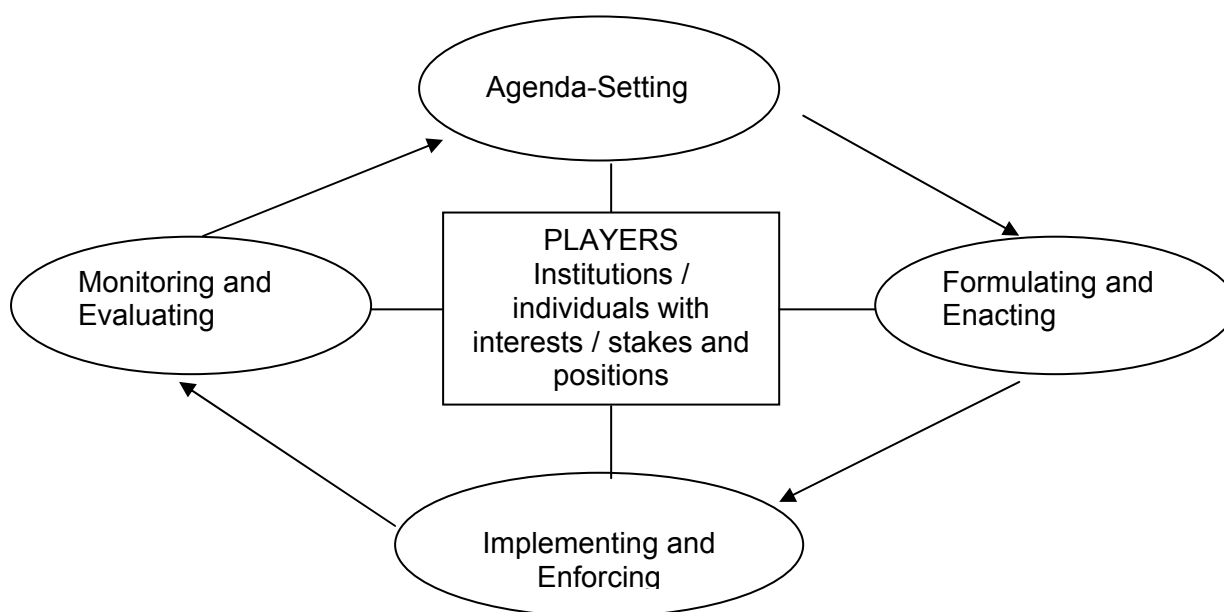 Agenda-Setting
PLAYERS
Institutions /
individuals with
interests / stakes and
positions
Monitoring and
Evaluating
Formulating and
Enacting
Implementing and
Enforcing